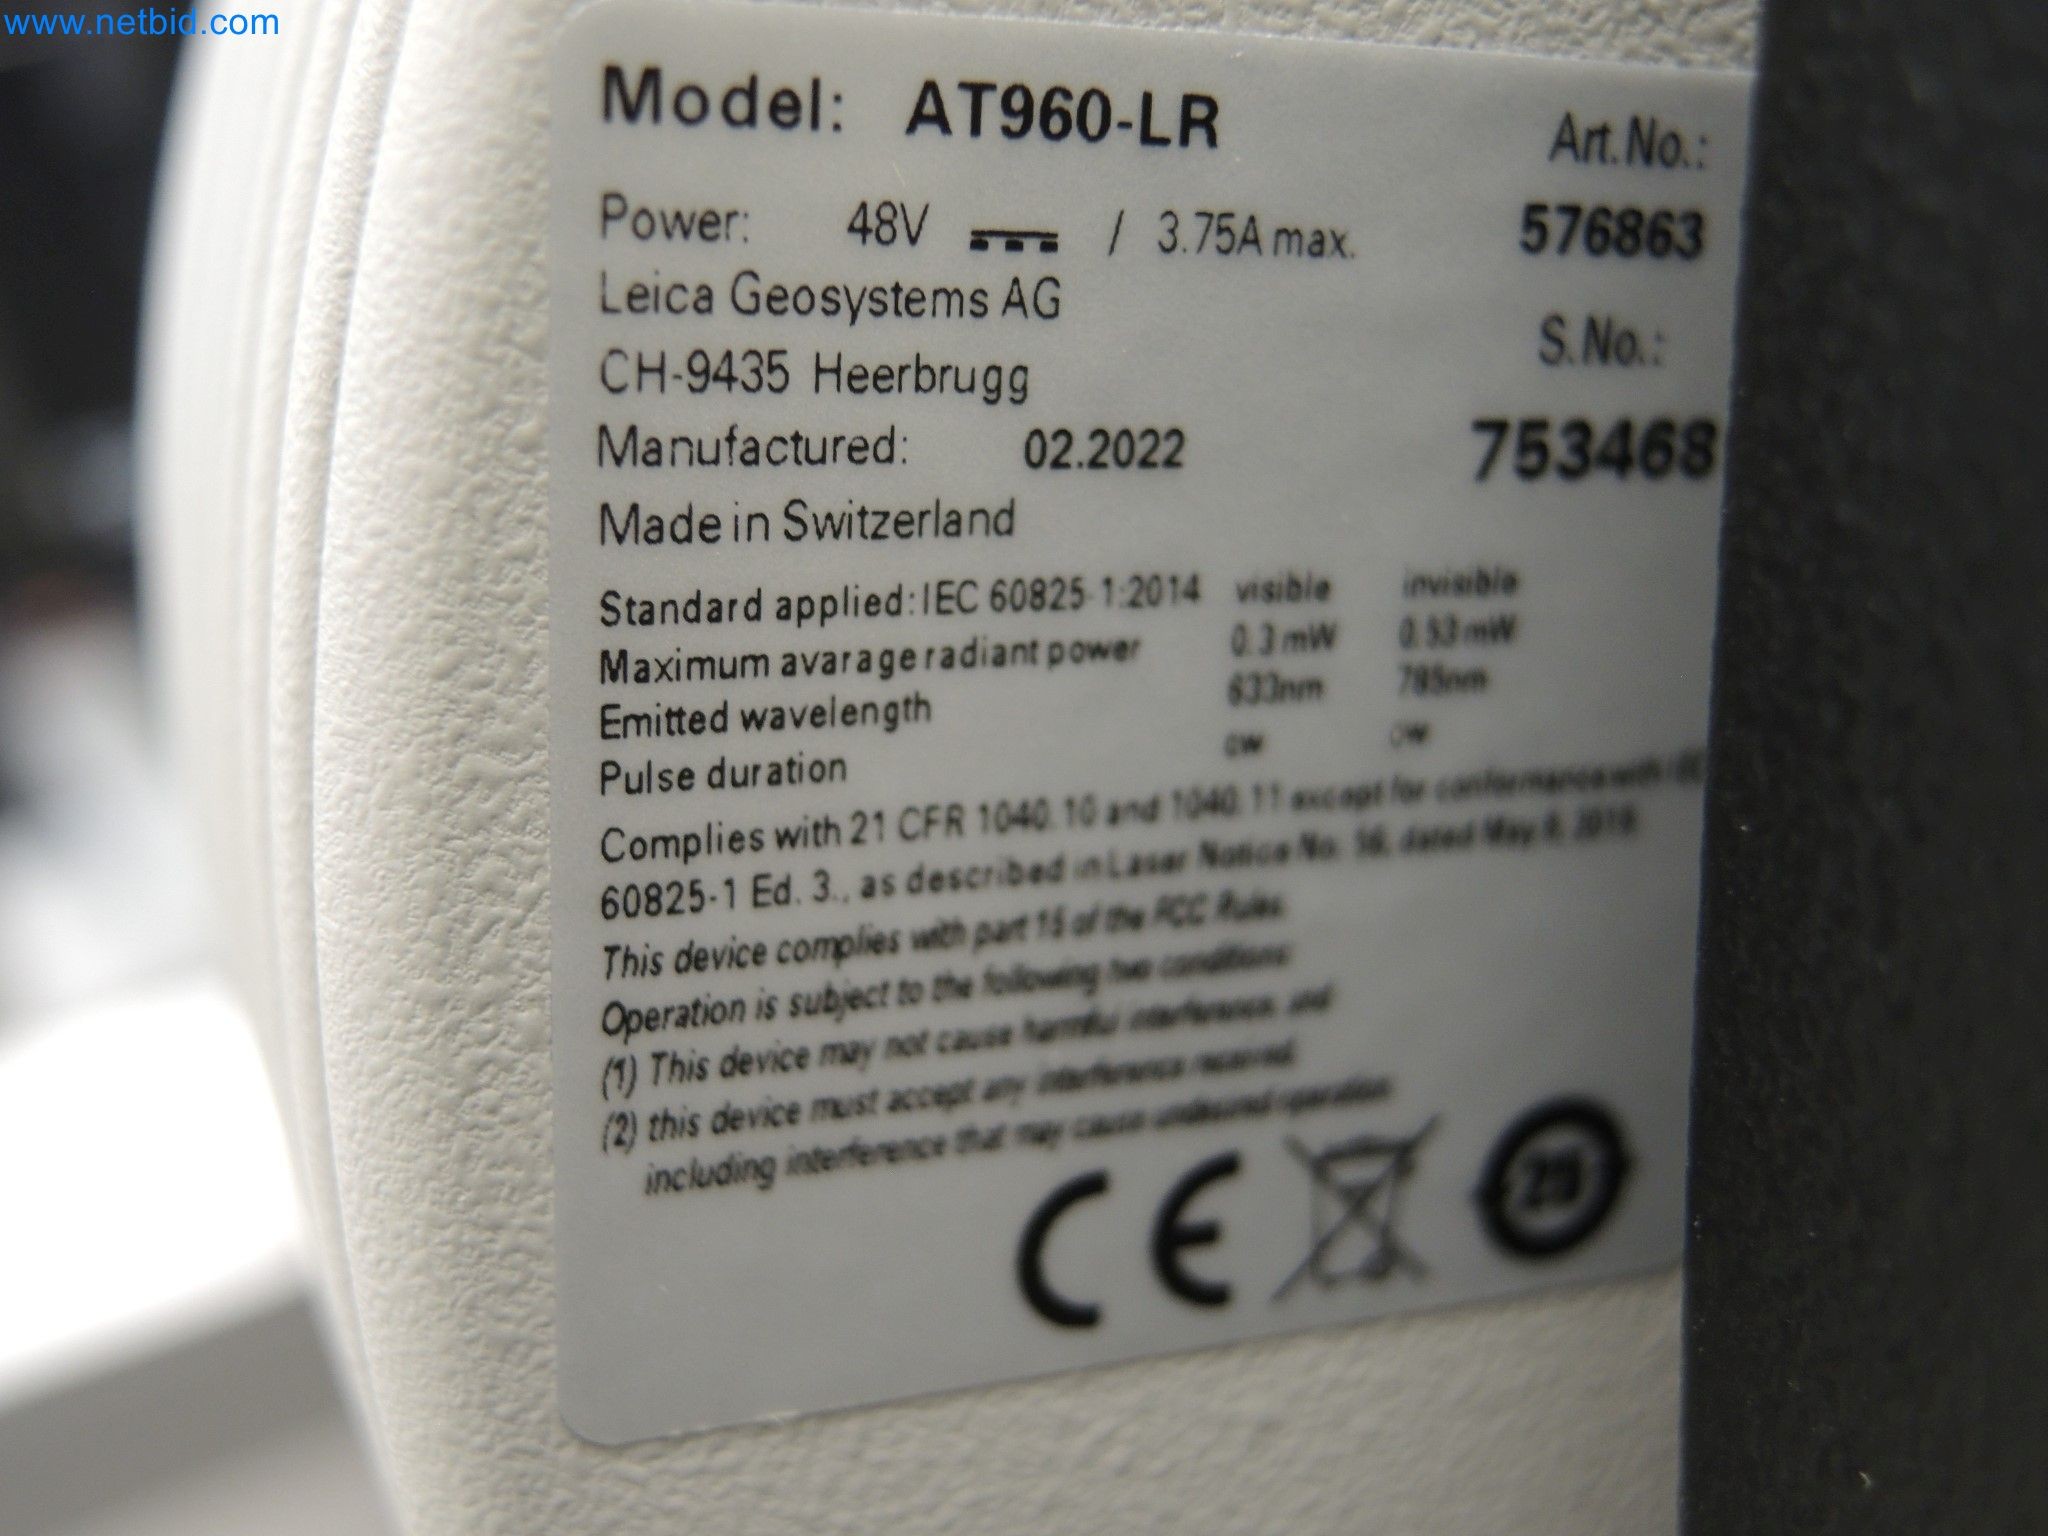 www.netbid.com
Model: AT960-LR
Art.No.:
576863
Power: 48V / 3.75A max.
Leica Geosystems AG
S.No.:
753468
CH-9435 Heerbrugg
Manufactured: 02.2022
Made in Switzerland
Standard applied: IEC 60825-1:2014 visible invisible
Maximum avarage radiant power 0.3 mW 0.53 mW
Emitted wavelength 633nm 785nm
Pulse duration cw cw
Complies with 21 CFR 1040.10 and 1040.11 except for conformance with IEC
60825-1 Ed. 3., as described in Laser Notice No. 56, dated May 8, 2019.
This device complies with part 15 of the FCC Rules.
Operation is subject to the following two conditions:
(1) This device may not cause harmful interference, and
(2) this device must accept any interference received,
including interference that may cause undesired operation.
CE